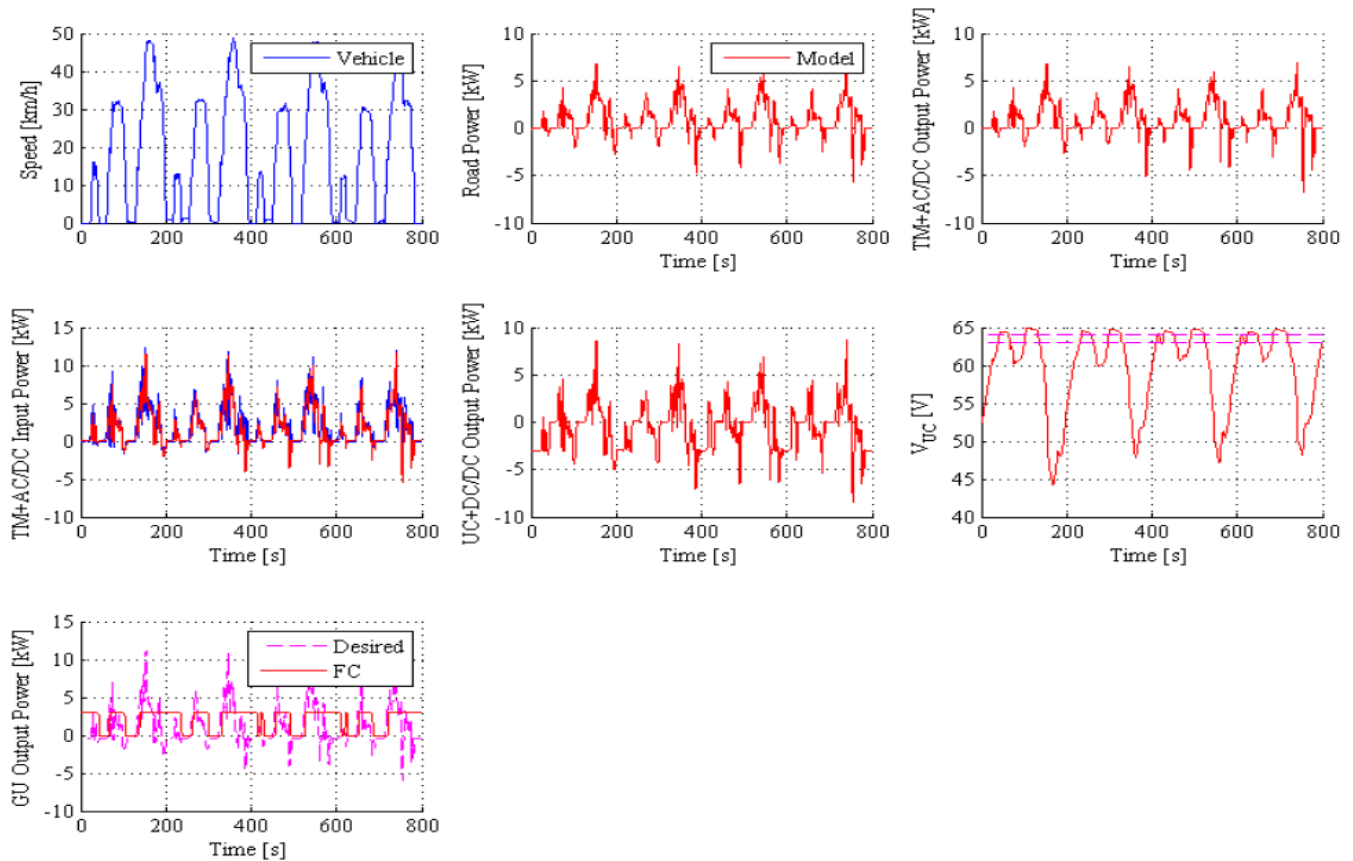 Speed [km/h]
50
40
30
20
10
0
Vehicle
0 200 400 600 800
Road Power [kW]
10
5
0
-5
-10
Model
0 200 400 600 800
Time [s]
TM+AC/DC Output Power [kW]
10
5
0
-5
-10
0 200 400 600 800
Time [s]
TM+AC/DC Input Power [kW]
15
10
5
0
-5
-10
0 200 400 600 800
Time [s]
UC+DC/DC Output Power [kW]
10
5
0
-5
-10
0 200 400 600 800
Time [s]
V_UC [V]
65
60
55
50
45
40
0 200 400 600 800
Time [s]
GU Output Power [kW]
15
10
5
0
-5
-10
Desired
FC
0 200 400 600 800
Time [s]